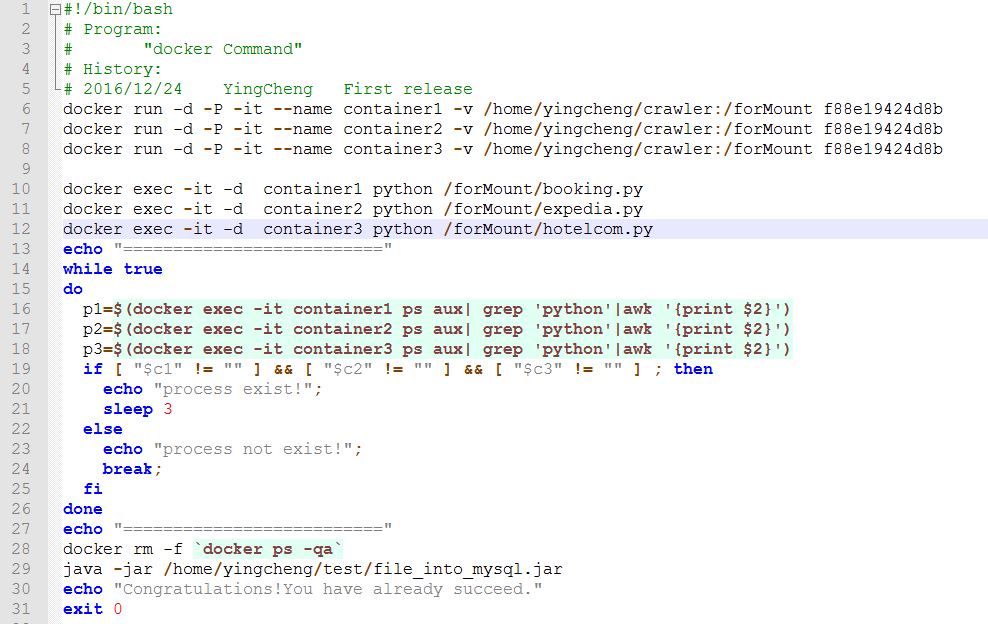 1 #!/bin/bash
2 # Program:
3 #       "docker Command"
4 # History:
5 # 2016/12/24    YingCheng   First release
6 docker run -d -P -it --name container1 -v /home/yingcheng/crawler:/forMount f88e19424d8b
7 docker run -d -P -it --name container2 -v /home/yingcheng/crawler:/forMount f88e19424d8b
8 docker run -d -P -it --name container3 -v /home/yingcheng/crawler:/forMount f88e19424d8b
9
10 docker exec -it -d  container1 python /forMount/booking.py
11 docker exec -it -d  container2 python /forMount/expedia.py
12 docker exec -it -d  container3 python /forMount/hotelcom.py
13 echo "=========================="
14 while true
15 do
16   p1=$(docker exec -it container1 ps aux| grep 'python'|awk '{print $2}')
17   p2=$(docker exec -it container2 ps aux| grep 'python'|awk '{print $2}')
18   p3=$(docker exec -it container3 ps aux| grep 'python'|awk '{print $2}')
19   if [ "$c1" != "" ] && [ "$c2" != "" ] && [ "$c3" != "" ] ; then
20     echo "process exist!";
21     sleep 3
22   else
23     echo "process not exist!";
24     break;
25   fi
26 done
27 echo "=========================="
28 docker rm -f `docker ps -qa`
29 java -jar /home/yingcheng/test/file_into_mysql.jar
30 echo "Congratulations!You have already succeed."
31 exit 0